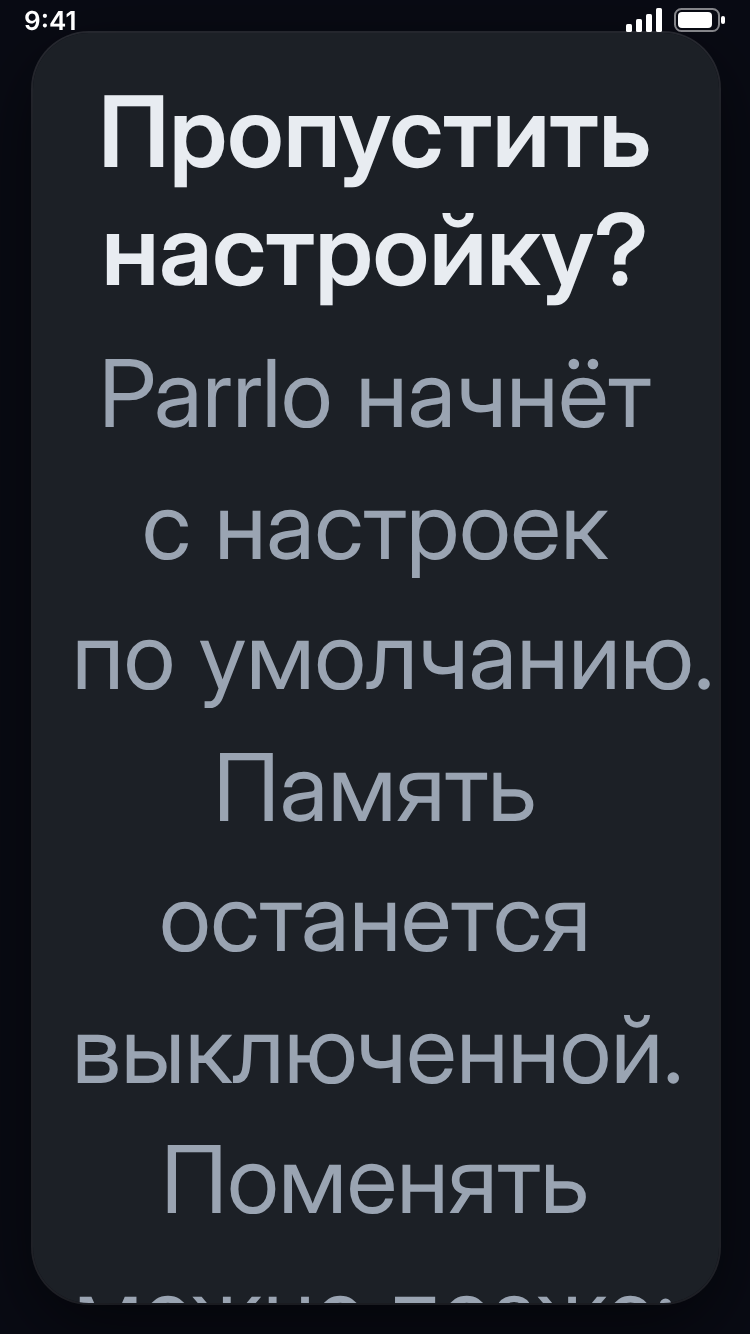 9:41
Пропустить
настройку?
Parrlo начнёт
с настроек
по умолчанию.
Память
останется
выключенной.
Поменять